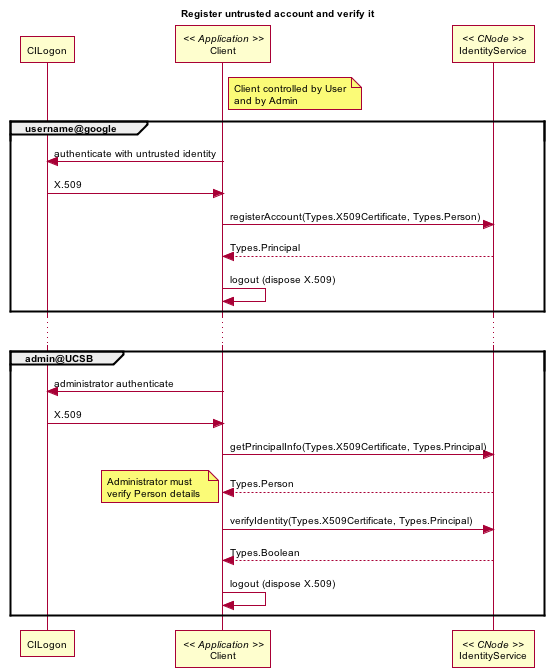 Register untrusted account and verify it
CILogon
<< Application >>
Client
<< CNode >>
IdentityService
Client controlled by User
and by Admin
username@google
authenticate with untrusted identity
X.509
registerAccount(Types.X509Certificate, Types.Person)
Types.Principal
logout (dispose X.509)
admin@UCSB
administrator authenticate
X.509
getPrincipalInfo(Types.X509Certificate, Types.Principal)
Administrator must
verify Person details
Types.Person
verifyIdentity(Types.X509Certificate, Types.Principal)
Types.Boolean
logout (dispose X.509)
CILogon
<< Application >>
Client
<< CNode >>
IdentityService